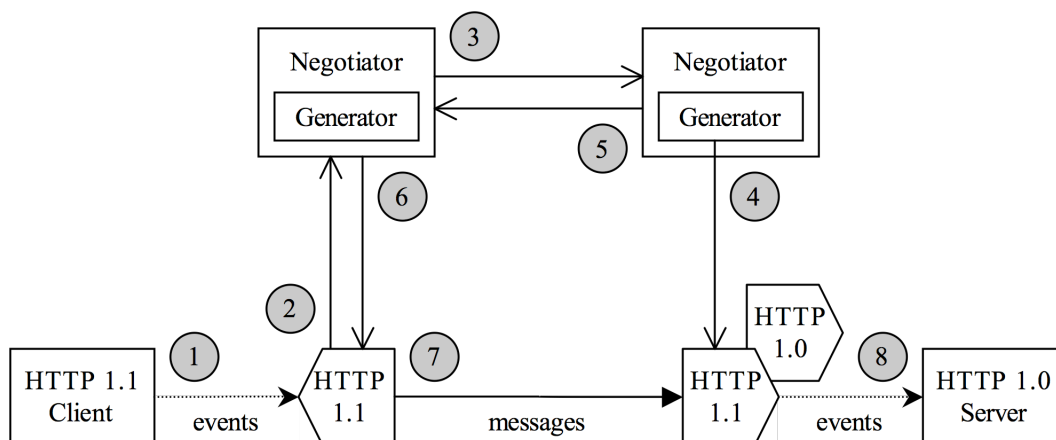 3
Negotiator
Negotiator
Generator
Generator
5
6
4
2
HTTP
1.0
1
7
8
HTTP 1.1
Client
HTTP
1.1
HTTP
1.1
HTTP 1.0
Server
events
messages
events